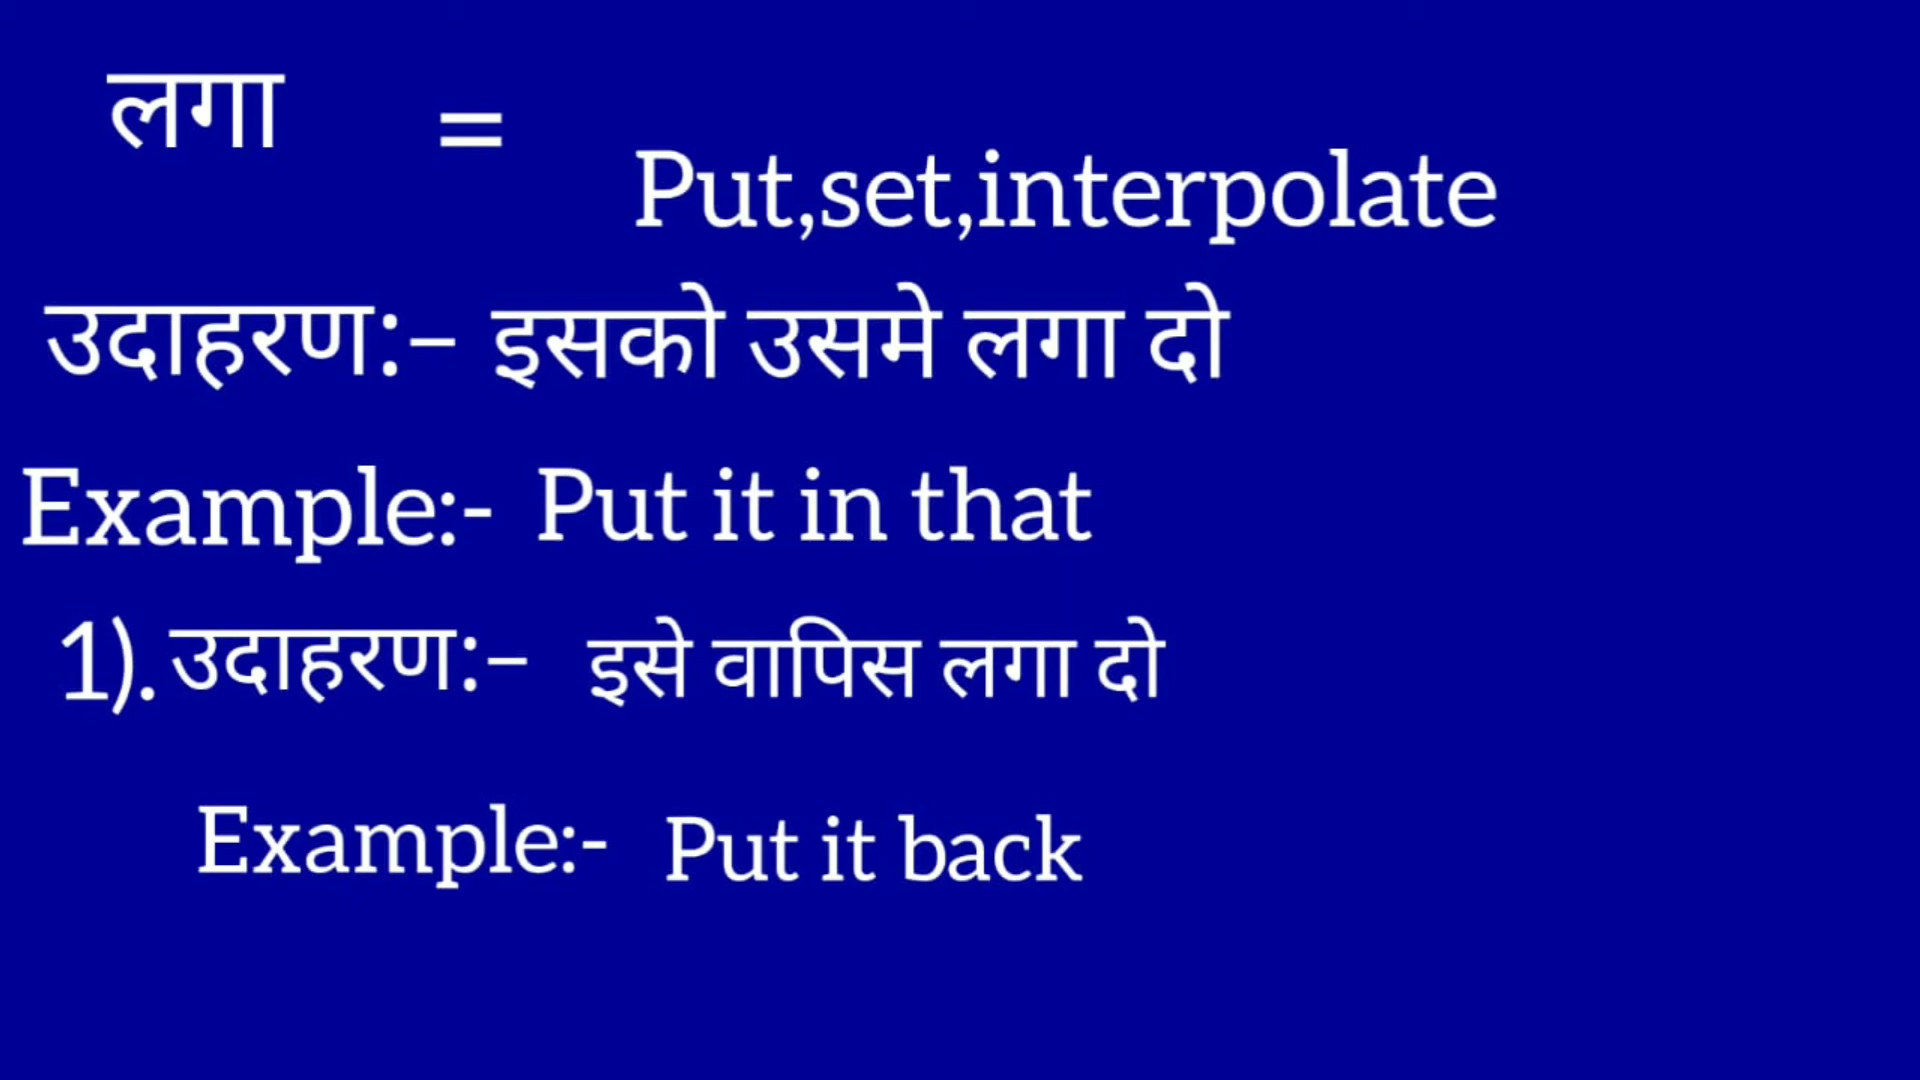 लगा = Put,set,interpolate
उदाहरण:- इसको उसमे लगा दो
Example:- Put it in that
1). उदाहरण:- इसे वापिस लगा दो
Example:- Put it back